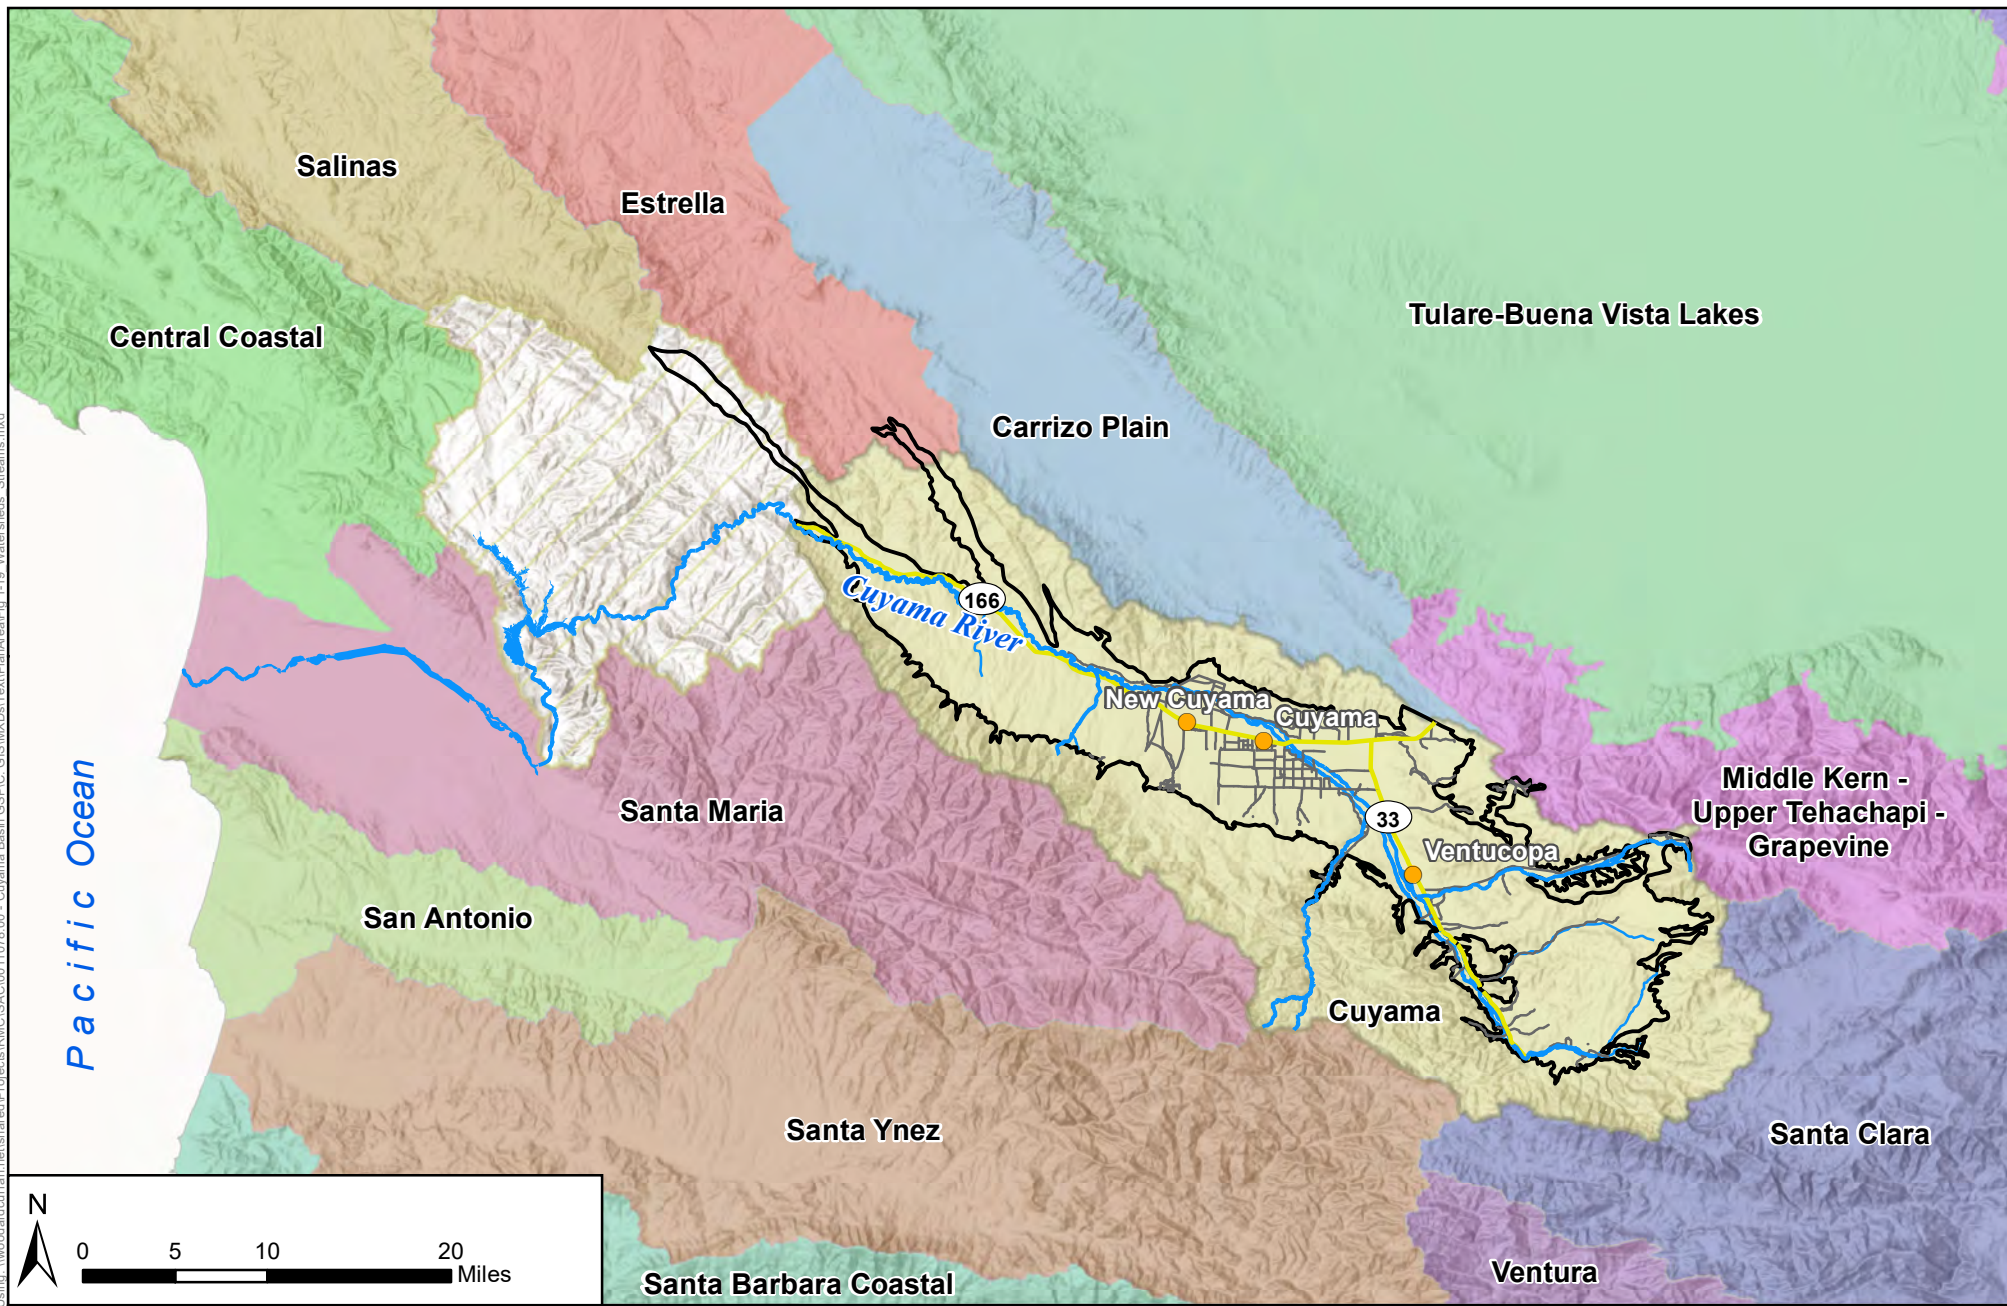 Salinas
Estrella
Tulare-Buena Vista Lakes
Central Coastal
Carrizo Plain
166
Cuyama River
New Cuyama
Cuyama
Middle Kern -
Upper Tehachapi -
Grapevine
Santa Maria
33
Ventucopa
Pacific Ocean
San Antonio
Cuyama
Santa Ynez
Santa Clara
N
0 5 10 20
Miles
Santa Barbara Coastal
Ventura